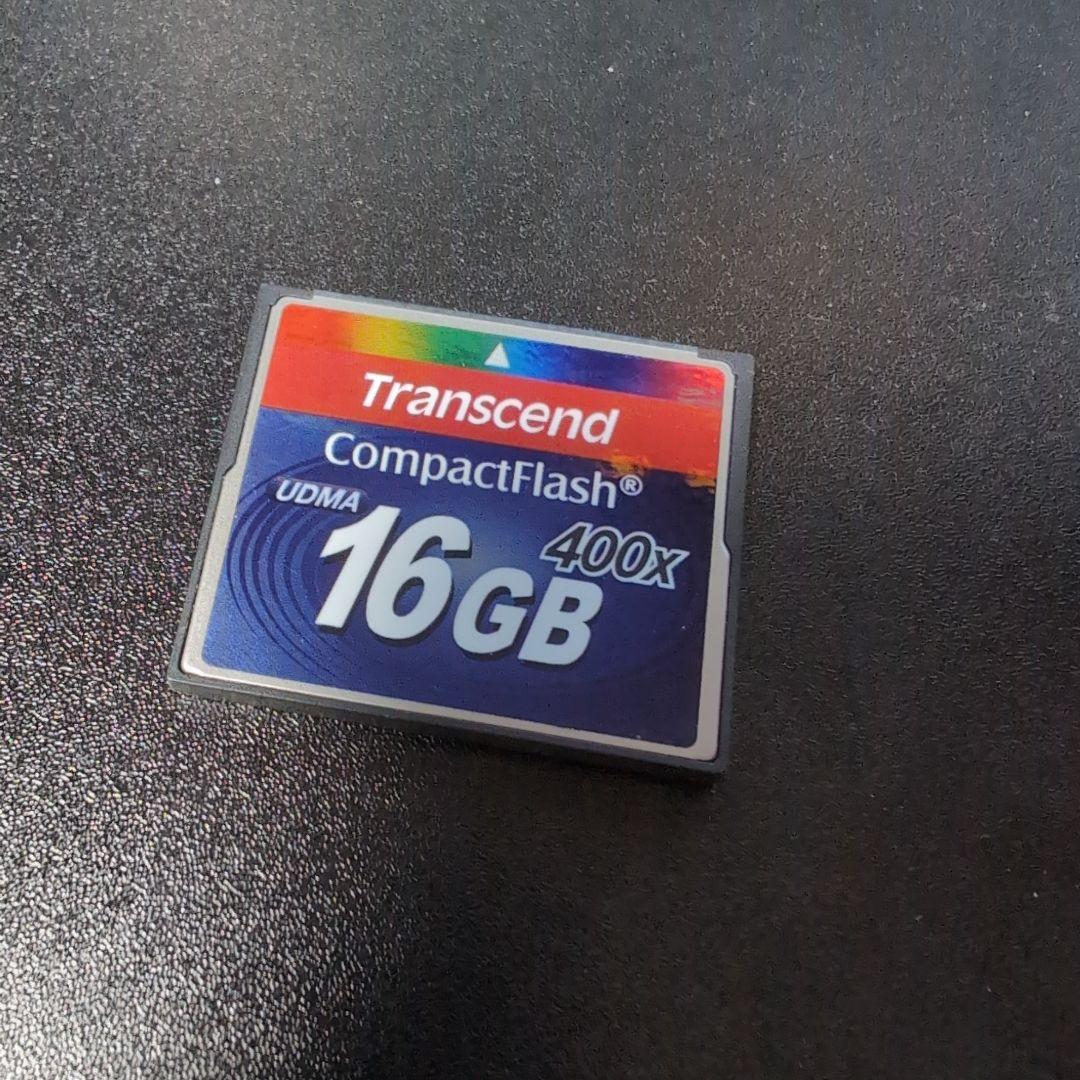 Transcend
CompactFlash®
UDMA
400x
16GB